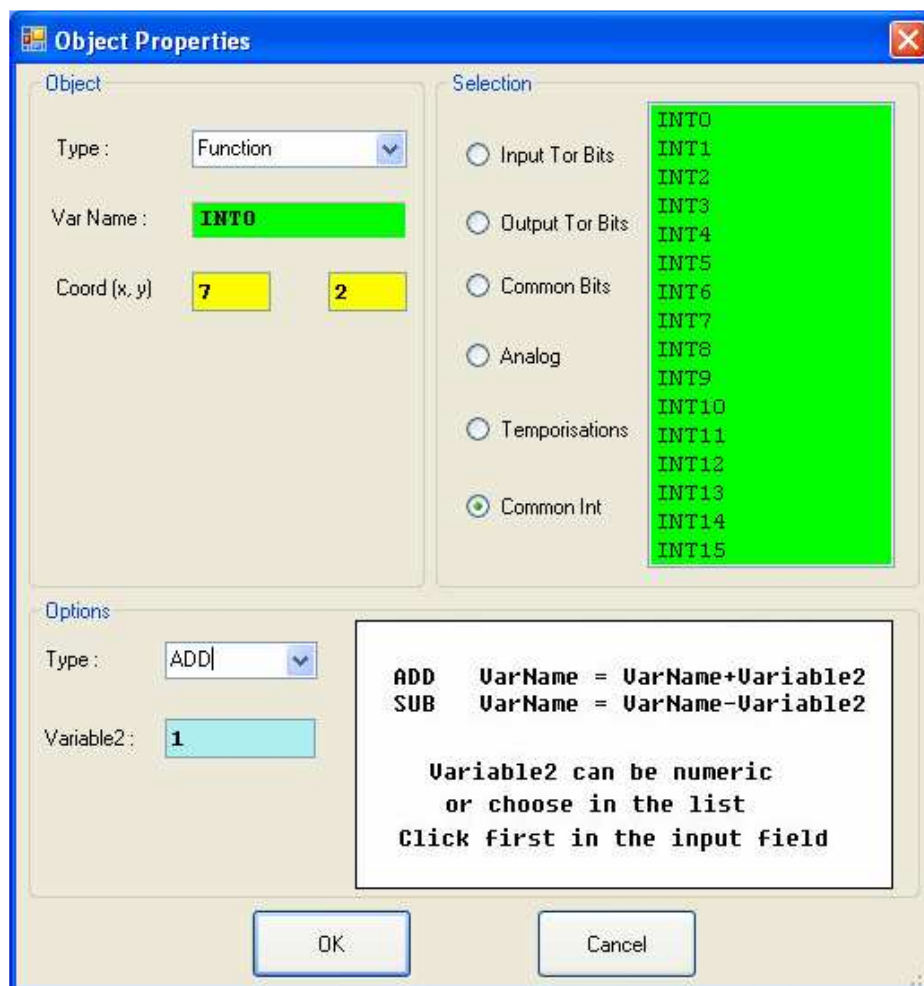 Object Properties
Object
Type :
Function
Var Name :
INT0
Coord (x, y)
7
2
Selection
Input Tor Bits
Output Tor Bits
Common Bits
Analog
Temporisations
Common Int
INT0
INT1
INT2
INT3
INT4
INT5
INT6
INT7
INT8
INT9
INT10
INT11
INT12
INT13
INT14
INT15
Options
Type :
ADD
Variable2 :
1
ADD VarName = VarName+Variable2
SUB VarName = VarName-Variable2
Variable2 can be numeric
or choose in the list
Click first in the input field
OK
Cancel